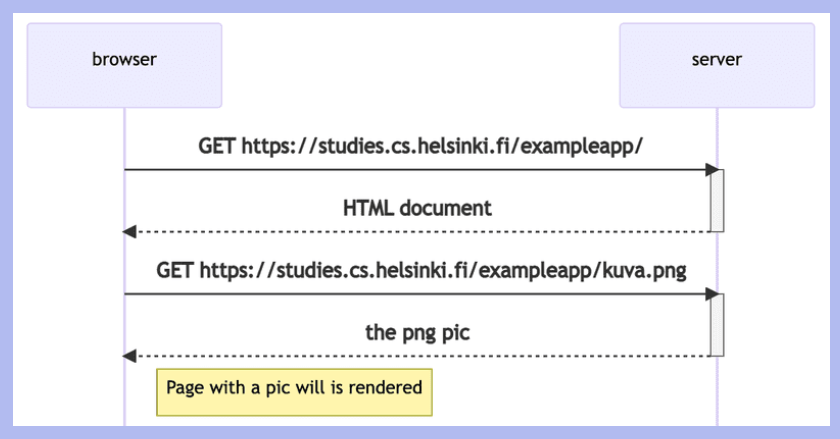 browser
server
GET https://studies.cs.helsinki.fi/exampleapp/
HTML document
GET https://studies.cs.helsinki.fi/exampleapp/kuva.png
the png pic
Page with a pic will is rendered